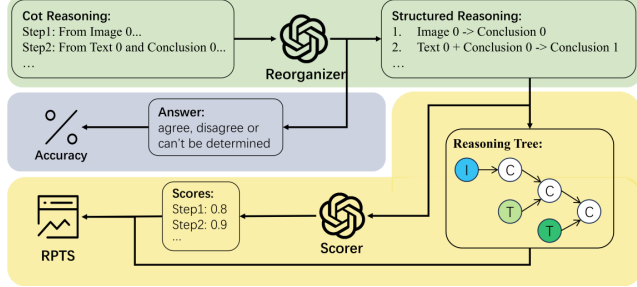 Cot Reasoning:
Step1: From Image 0...
Step2: From Text 0 and Conclusion 0...
...
Reorganizer
Structured Reasoning:
1. Image 0 -> Conclusion 0
2. Text 0 + Conclusion 0 -> Conclusion 1
...
Accuracy
Answer:
agree, disagree or
can't be determined
Reasoning Tree:
I
C
C
T
C
T
RPTS
Scores:
Step1: 0.8
Step2: 0.9
...
Scorer